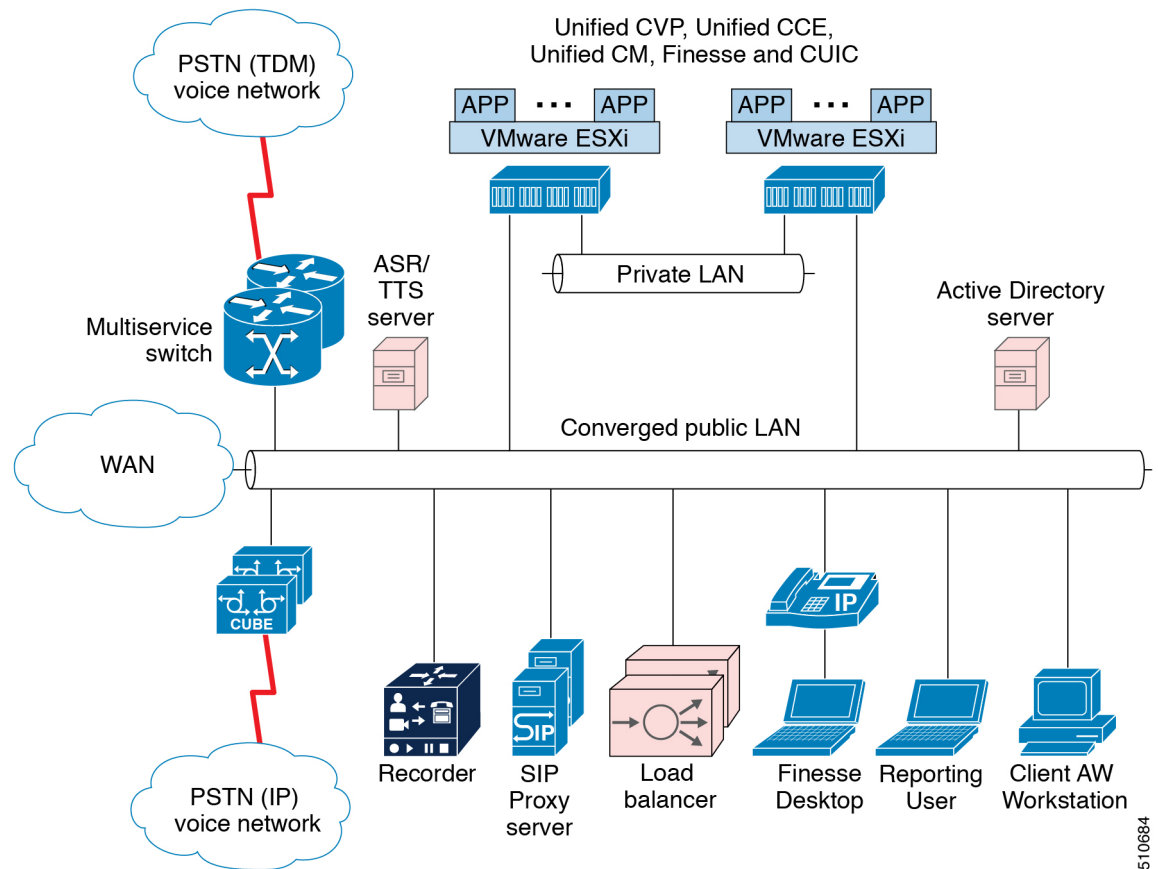 Unified CVP, Unified CCE,
Unified CM, Finesse and CUIC
PSTN (TDM)
voice network
APP ... APP
VMware ESXi
APP ... APP
VMware ESXi
Private LAN
ASR/
TTS
server
Multiservice
switch
Active Directory
server
Converged public LAN
WAN
CUBE
IP
SIP
Recorder
SIP
Proxy
server
Load
balancer
Finesse
Desktop
Reporting
User
Client AW
Workstation
PSTN (IP)
voice network
510684